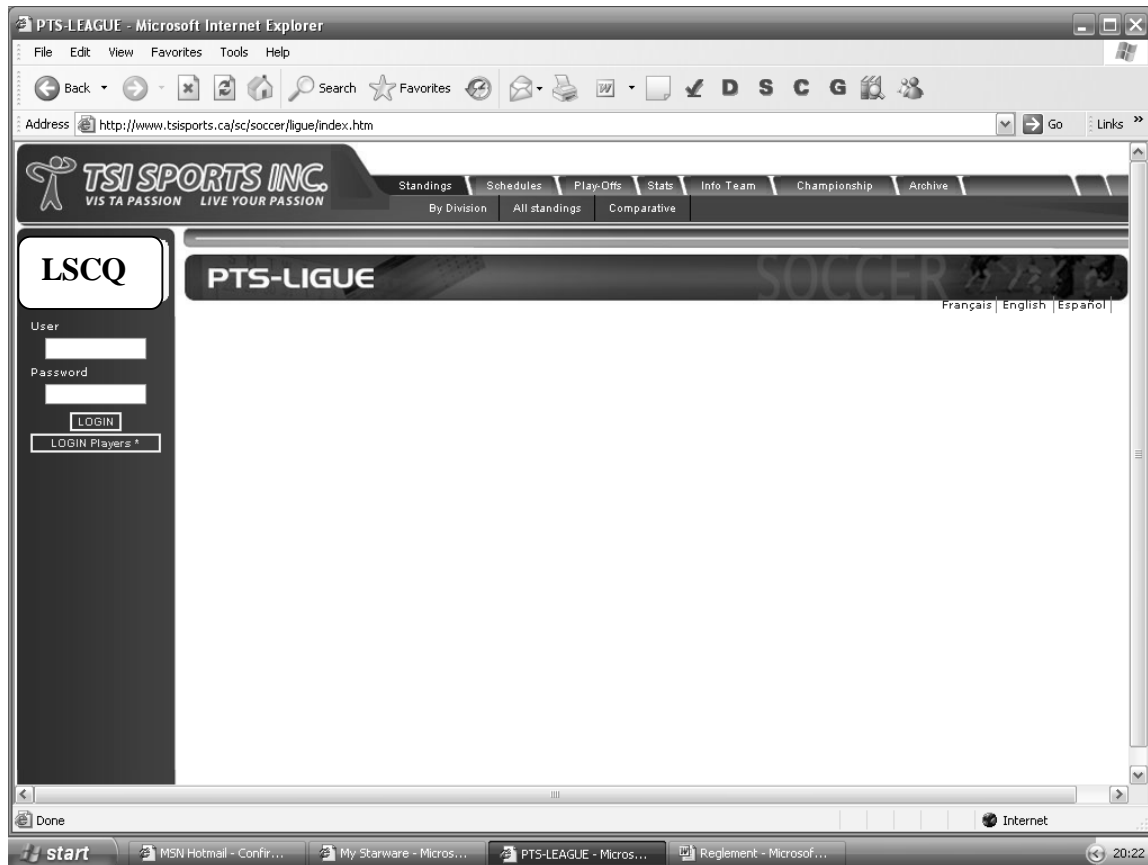 PTS-LEAGUE - Microsoft Internet Explorer
File Edit View Favorites Tools Help
Back Search Favorites D S C G
Address http://www.tsisports.ca/sc/soccer/ligue/index.htm Go Links »
TSI SPORTS INC.
VIS TA PASSION LIVE YOUR PASSION
Standings Schedules Play-Offs Stats Info Team Championship Archive
By Division All standings Comparative
LSCQ
PTS-LIGUE SOCCER
Français | English | Español |
User
Password
LOGIN
LOGIN Players *
Done Internet
start MSN Hotmail - Confir... My Starware - Micros... PTS-LEAGUE - Micros... Reglement - Microsof... 20:22